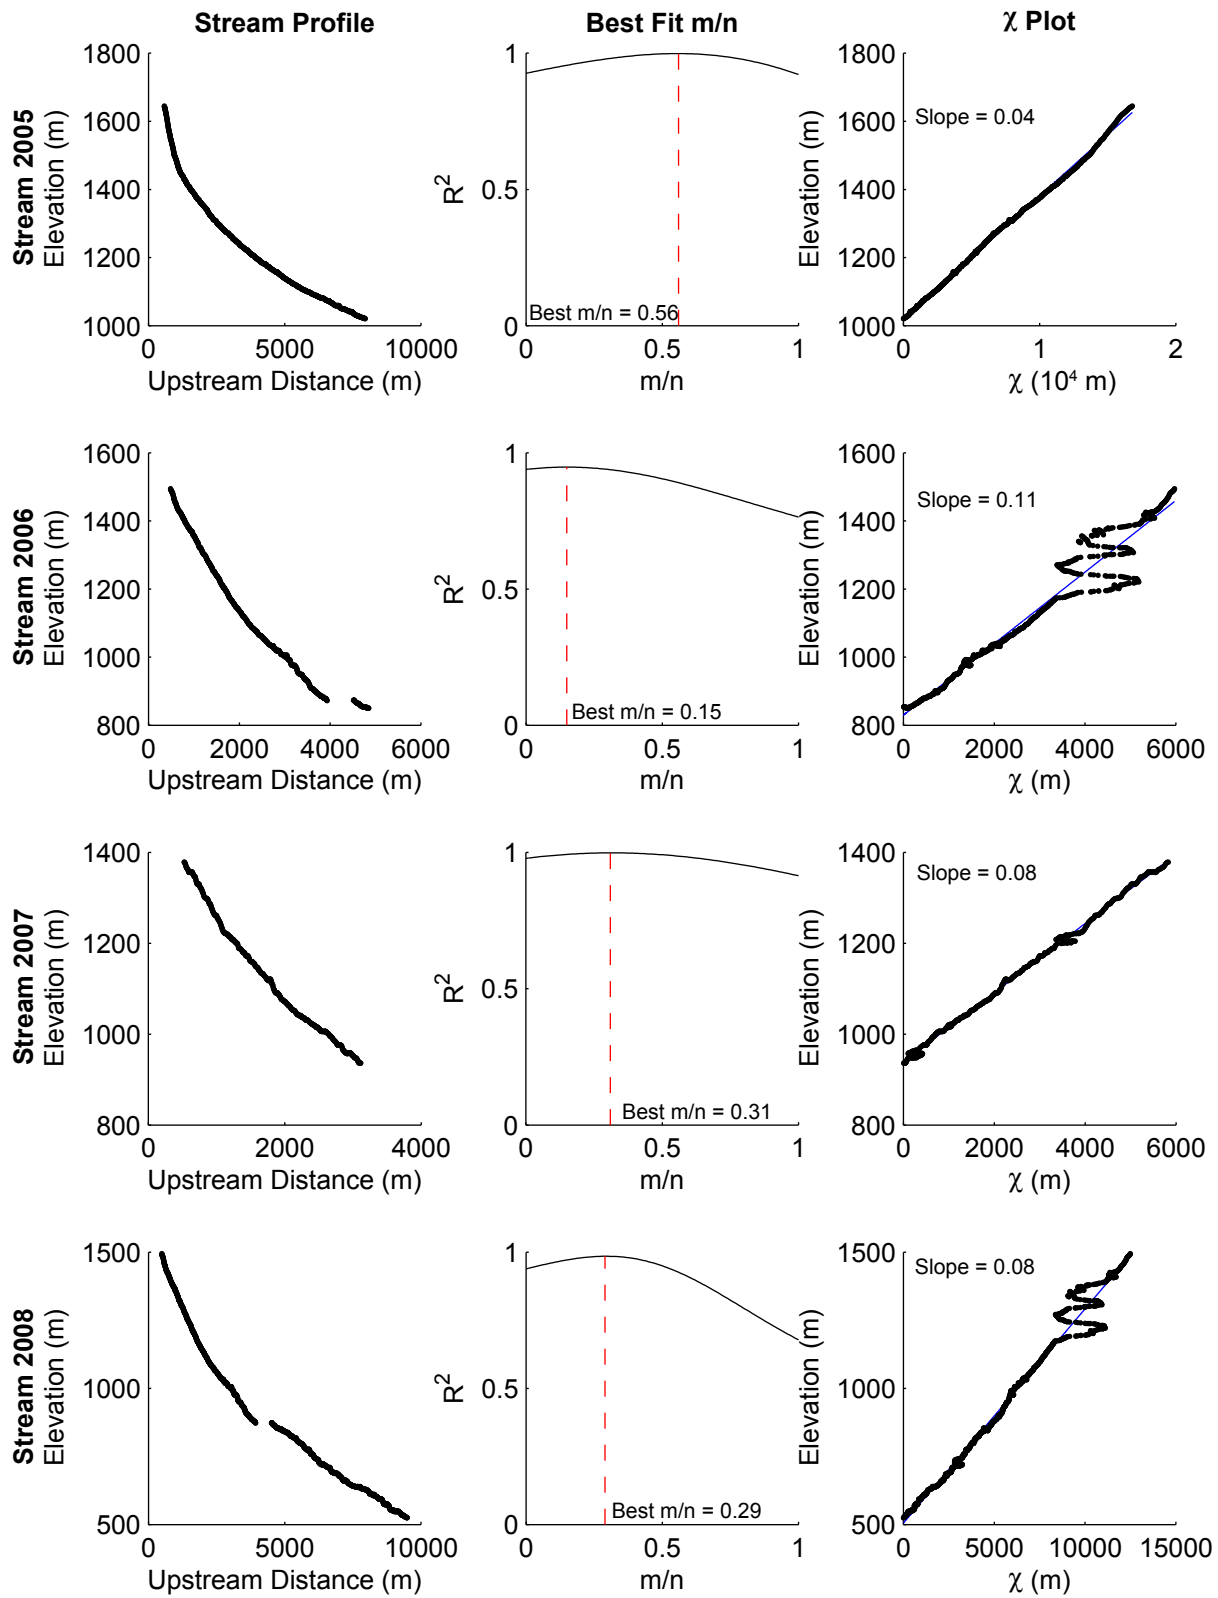 Stream Profile
Best Fit m/n
χ Plot
Stream 2005
Elevation (m)
1800
1600
1400
1200
1000
0 5000 10000
Upstream Distance (m)
R²
1
0.5
0
Best m/n = 0.56
0 0.5 1
m/n
Elevation (m)
1800
1600
1400
1200
1000
Slope = 0.04
0 1 2
χ (10⁴ m)
Stream 2006
Elevation (m)
1600
1400
1200
1000
800
0 2000 4000 6000
Upstream Distance (m)
R²
1
0.5
0
Best m/n = 0.15
0 0.5 1
m/n
Elevation (m)
1600
1400
1200
1000
800
Slope = 0.11
0 2000 4000 6000
χ (m)
Stream 2007
Elevation (m)
1400
1200
1000
800
0 2000 4000
Upstream Distance (m)
R²
1
0.5
0
Best m/n = 0.31
0 0.5 1
m/n
Elevation (m)
1400
1200
1000
800
Slope = 0.08
0 2000 4000 6000
χ (m)
Stream 2008
Elevation (m)
1500
1000
500
0 5000 10000
Upstream Distance (m)
R²
1
0.5
0
Best m/n = 0.29
0 0.5 1
m/n
Elevation (m)
1500
1000
500
Slope = 0.08
0 5000 10000 15000
χ (m)